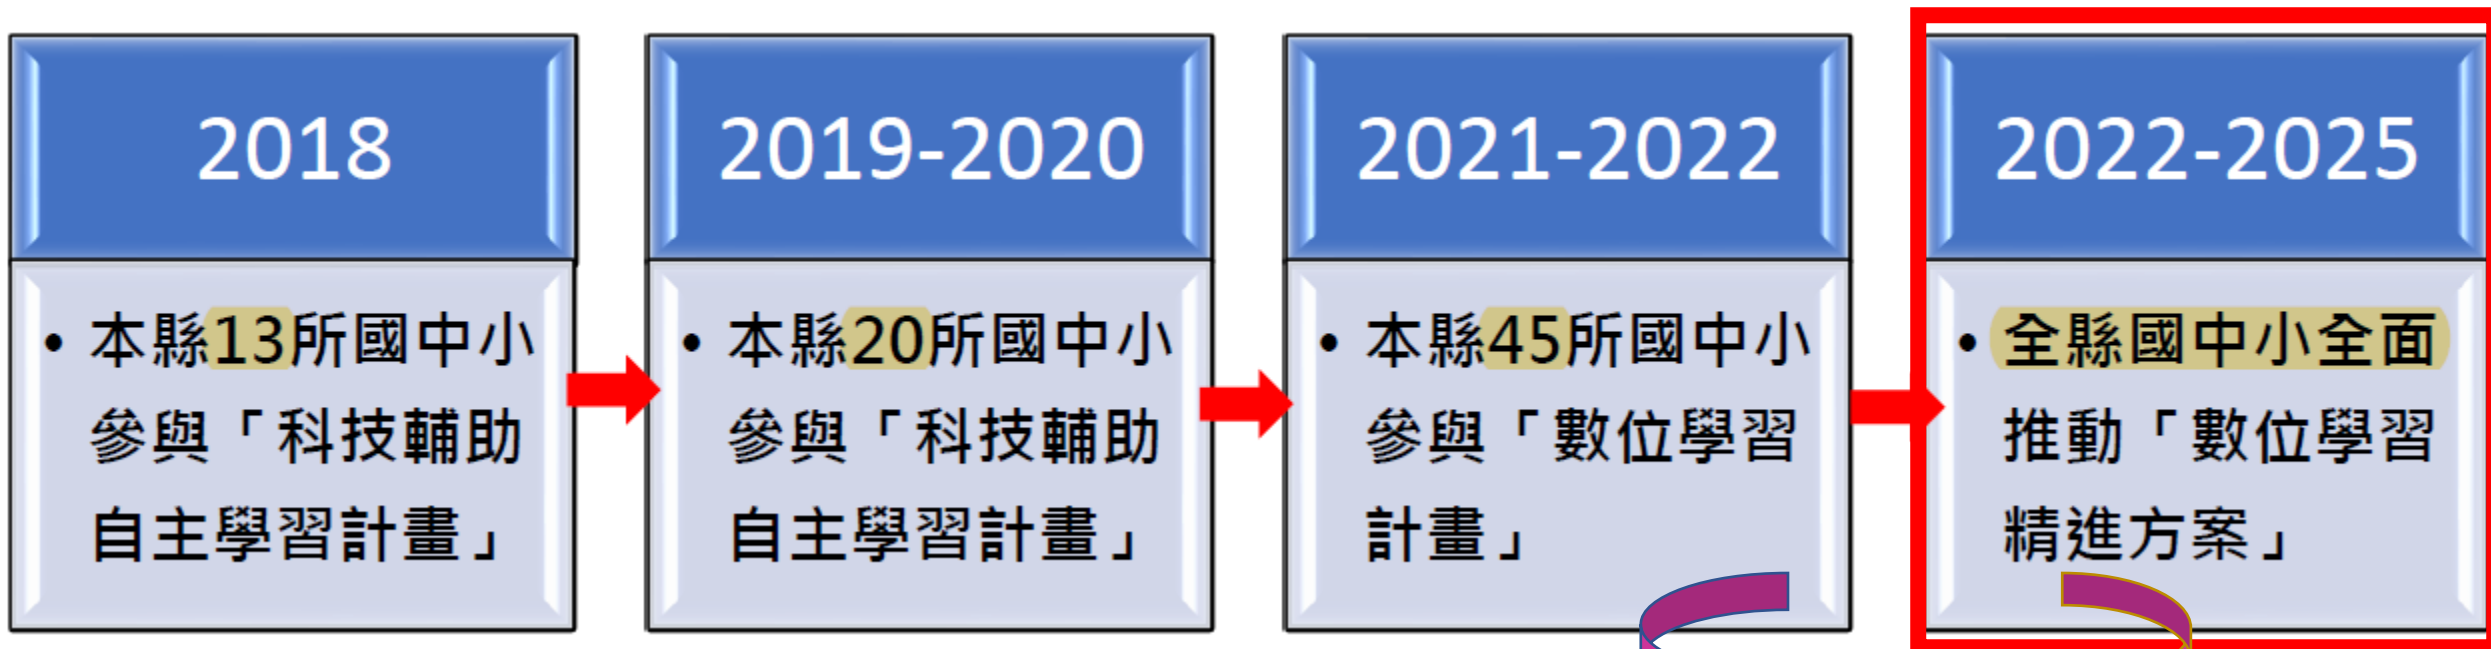 2018
• 本縣13所國中小
參與「科技輔助
自主學習計畫」
2019-2020
• 本縣20所國中小
參與「科技輔助
自主學習計畫」
2021-2022
• 本縣45所國中小
參與「數位學習
計畫」
2022-2025
• 全縣國中小全面
推動「數位學習
精進方案」